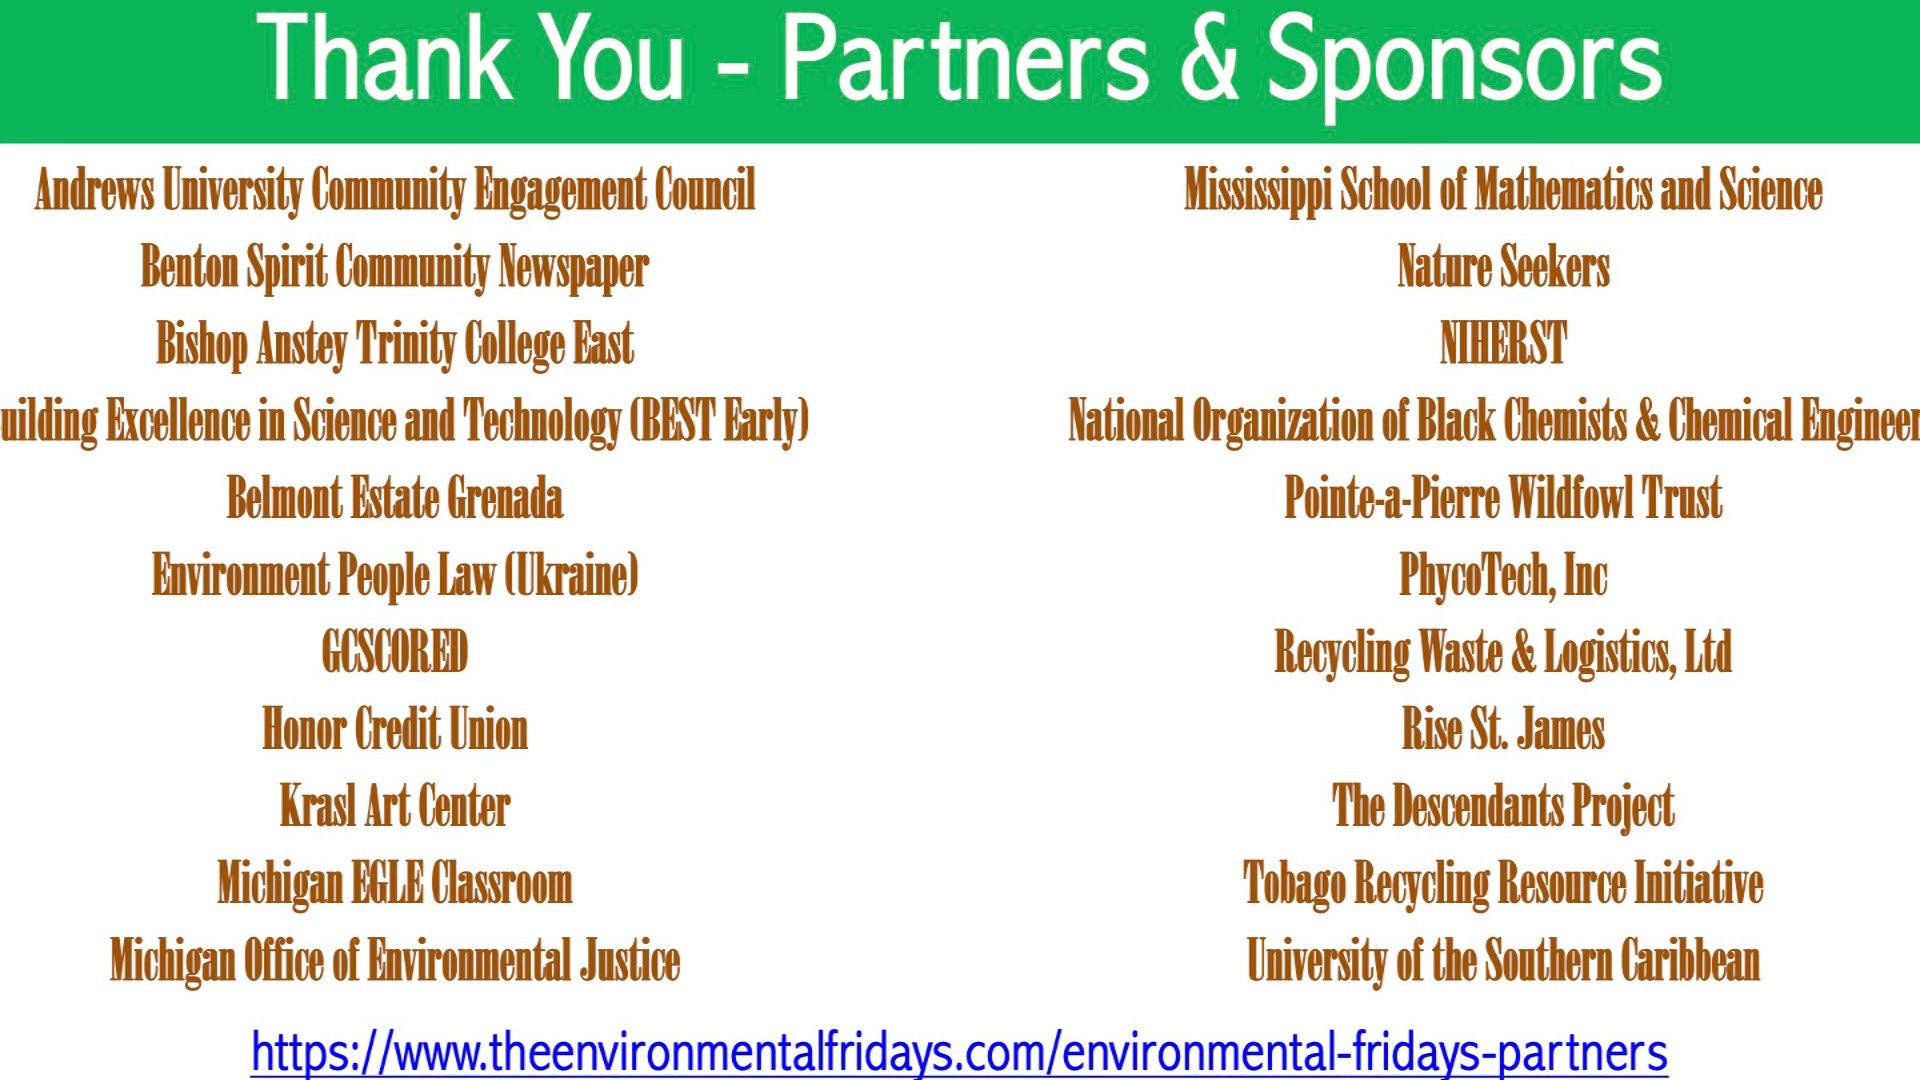 Thank You - Partners & Sponsors
Andrews University Community Engagement Council
Benton Spirit Community Newspaper
Bishop Anstey Trinity College East
uilding Excellence in Science and Technology (BEST Early)
Belmont Estate Grenada
Environment People Law (Ukraine)
GCSCORED
Honor Credit Union
Krasl Art Center
Michigan EGLE Classroom
Michigan Office of Environmental Justice
Mississippi School of Mathematics and Science
Nature Seekers
NIHERST
National Organization of Black Chemists & Chemical Engineer
Pointe-a-Pierre Wildfowl Trust
PhycoTech, Inc
Recycling Waste & Logistics, Ltd
Rise St. James
The Descendants Project
Tobago Recycling Resource Initiative
University of the Southern Caribbean
https://www.theenvironmentalfridays.com/environmental-fridays-partners